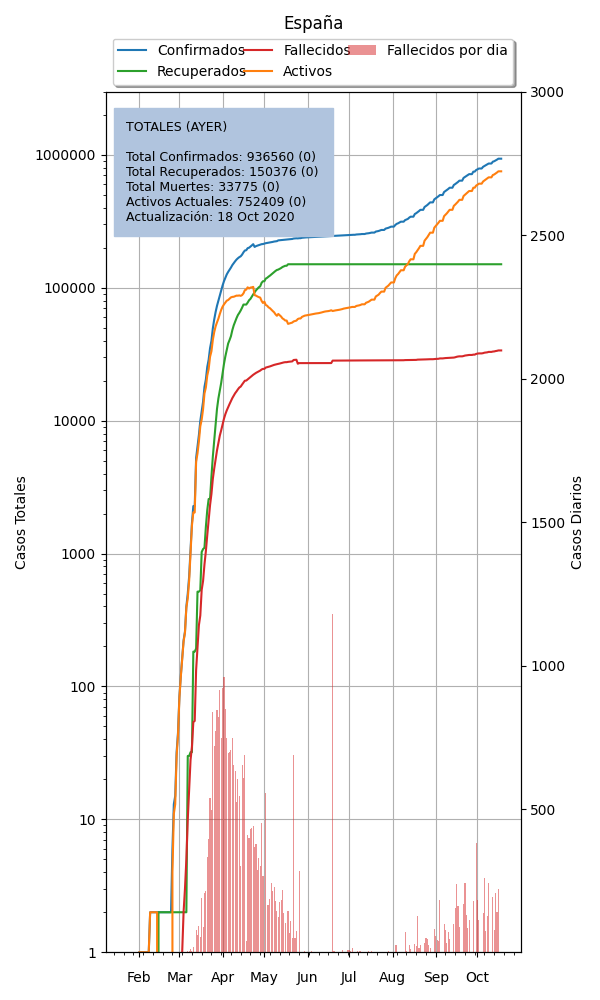 España
Confirmados Fallecidos Fallecidos por dia
Recuperados Activos
TOTALES (AYER)
Total Confirmados: 936560 (0)
Total Recuperados: 150376 (0)
Total Muertes: 33775 (0)
Activos Actuales: 752409 (0)
Actualización: 18 Oct 2020
Casos Totales
1000000
100000
10000
1000
100
10
1
Casos Diarios
3000
2500
2000
1500
1000
500
Feb Mar Apr May Jun Jul Aug Sep Oct